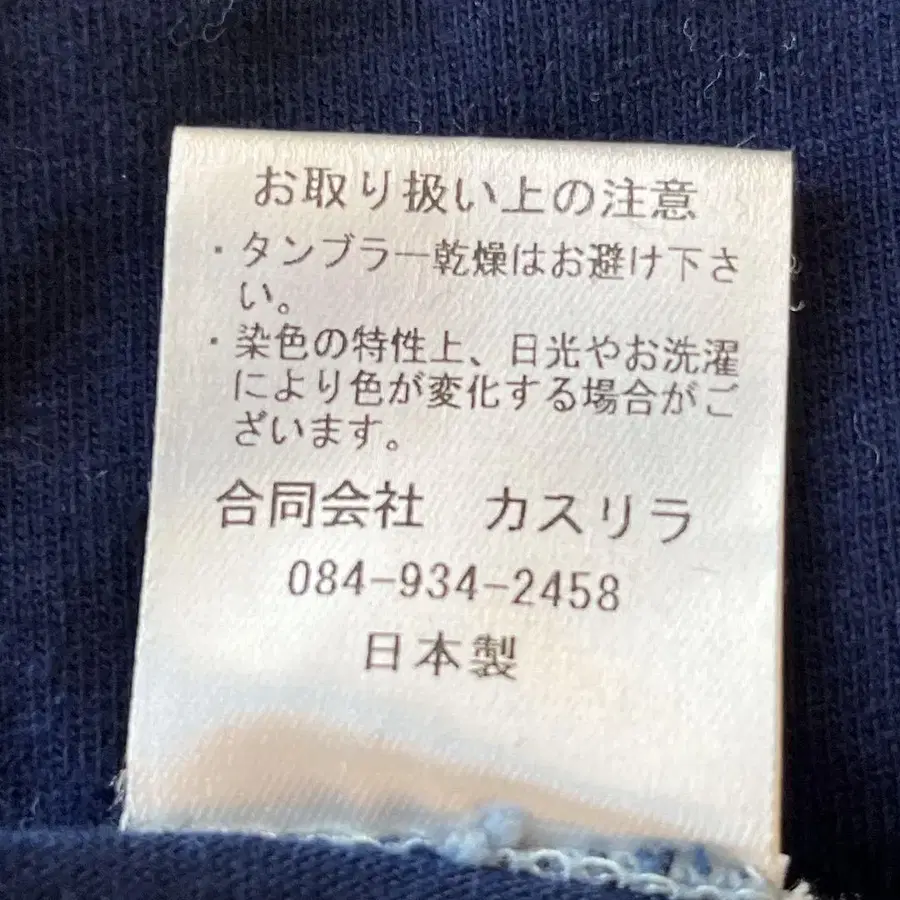 お取り扱い上の注意
・タンブラー乾燥はお避け下さ
い。
・染色の特性上、日光やお洗濯
により色が変化する場合がご
ざいます。
合同会社　カスリラ
084-934-2458
日本製